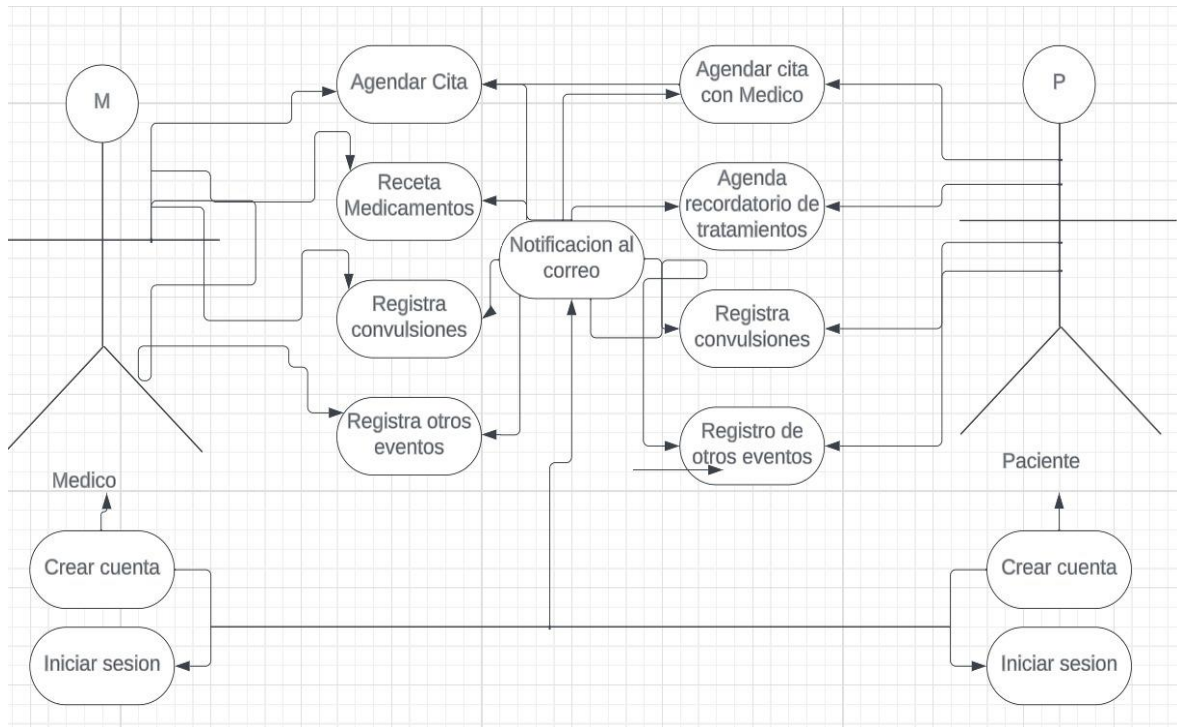 M
Agendar Cita
Agendar cita
con Medico
P
Receta
Medicamentos
Agenda
recordatorio de
tratamientos
Notificacion al
correo
Registra
convulsiones
Registra
convulsiones
Registra otros
eventos
Registro de
otros eventos
Medico
Paciente
Crear cuenta
Crear cuenta
Iniciar sesion
Iniciar sesion